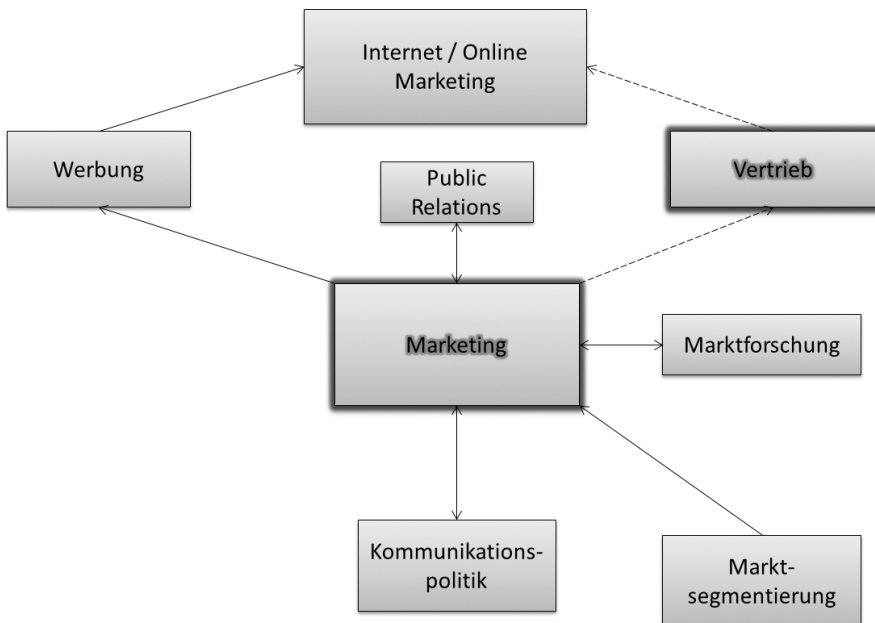 Internet / Online
Marketing
Werbung
Vertrieb
Public
Relations
Marketing
Marktforschung
Kommunikations-
politik
Markt-
segmentierung